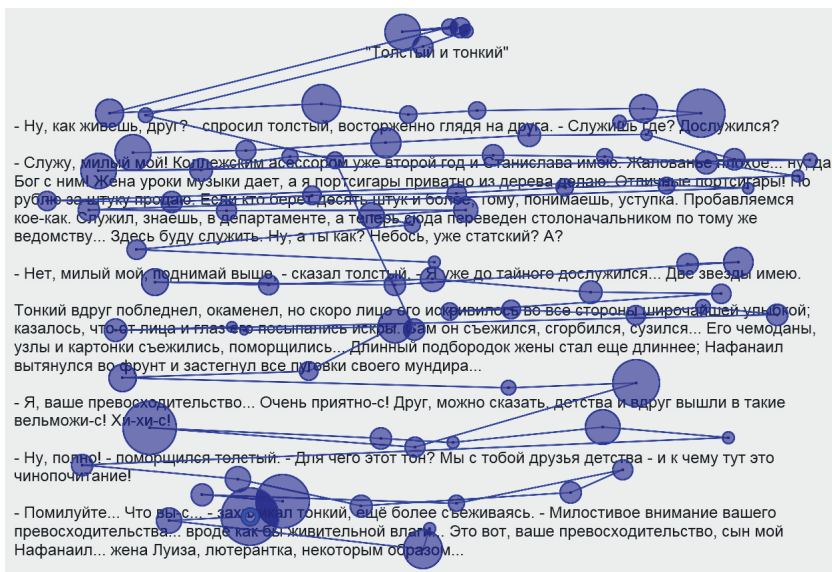 "Толстый и тонкий"
- Ну, как живешь, друг? - спросил толстый, восторженно глядя на друга. - Служишь где? Дослужился?
- Служу, милый мой! Коллежским асессором уже второй год и Станислава имею. Жалованье плохое... ну, да
Бог с ним! Жена уроки музыки дает, а я портсигары приватно из дерева делаю. Отличные портсигары! По
рублю за штуку продаю. Если кто берет десять штук и более, тому, понимаешь, уступка. Пробавляемся
кое-как. Служил, знаешь, в департаменте, а теперь сюда переведен столоначальником по тому же
ведомству... Здесь буду служить. Ну, а ты как? Небось, уже статский? А?
- Нет, милый мой, поднимай выше, - сказал толстый. - Я уже до тайного дослужился... Две звезды имею.
Тонкий вдруг побледнел, окаменел, но скоро лицо его искривилось во все стороны широчайшей улыбкой;
казалось, что от лица и глаз его посыпались искры. Сам он съежился, сгорбился, сузился... Его чемоданы,
узлы и картонки съежились, поморщились... Длинный подбородок жены стал еще длиннее; Нафанаил
вытянулся во фрунт и застегнул все пуговки своего мундира...
- Я, ваше превосходительство... Очень приятно-с! Друг, можно сказать, детства и вдруг вышли в такие
вельможи-с! Хи-хи-с!
- Ну, полно! - поморщился толстый. - Для чего этот тон? Мы с тобой друзья детства - и к чему тут это
чинопочитание!
- Помилуйте... Что вы-с... - захихикал тонкий, ещё более съеживаясь. - Милостивое внимание вашего
превосходительства... вроде как бы живительной влаги... Это вот, ваше превосходительство, сын мой
Нафанаил... жена Луиза, лютерантка, некоторым образом...